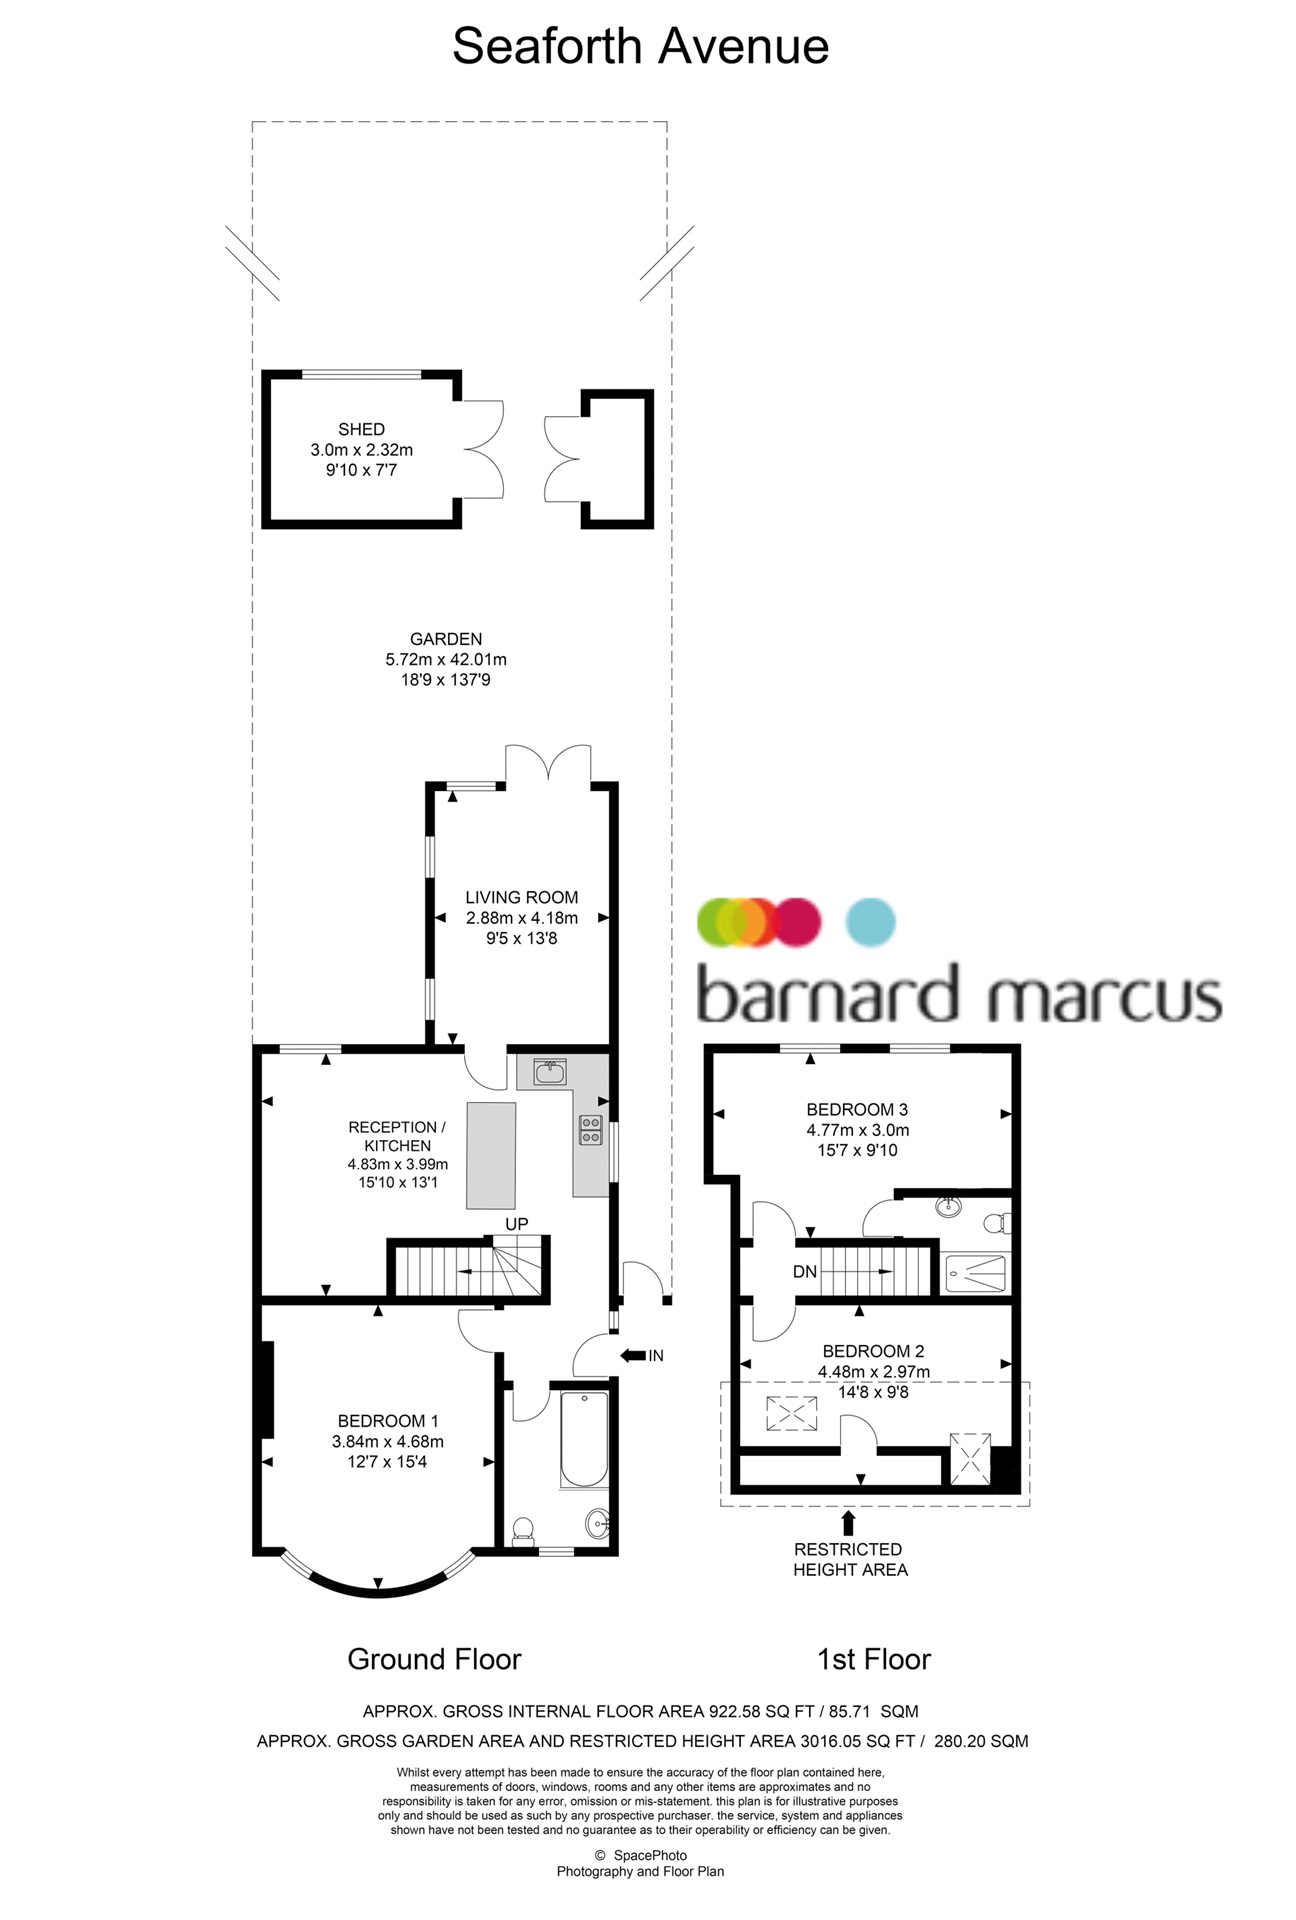 Seaforth Avenue
SHED
3.0m x 2.32m
9'10 x 7'7
GARDEN
5.72m x 42.01m
18'9 x 137'9
LIVING ROOM
2.88m x 4.18m
9'5 x 13'8
barnard marcus
RECEPTION /
KITCHEN
4.83m x 3.99m
15'10 x 13'1
UP
BEDROOM 3
4.77m x 3.0m
15'7 x 9'10
DN
IN
BEDROOM 2
4.48m x 2.97m
14'8 x 9'8
BEDROOM 1
3.84m x 4.68m
12'7 x 15'4
RESTRICTED
HEIGHT AREA
Ground Floor
1st Floor
APPROX. GROSS INTERNAL FLOOR AREA 922.58 SQ FT / 85.71 SQM
APPROX. GROSS GARDEN AREA AND RESTRICTED HEIGHT AREA 3016.05 SQ FT / 280.20 SQM
Whilst every attempt has been made to ensure the accuracy of the floor plan contained here,
measurements of doors, windows, rooms and any other items are approximates and no
responsibility is taken for any error, omission or mis-statement. this plan is for illustrative purposes
only and should be used as such by any prospective purchaser. the service, system and appliances
shown have not been tested and no guarantee as to their operability or efficiency can be given.
© SpacePhoto
Photography and Floor Plan